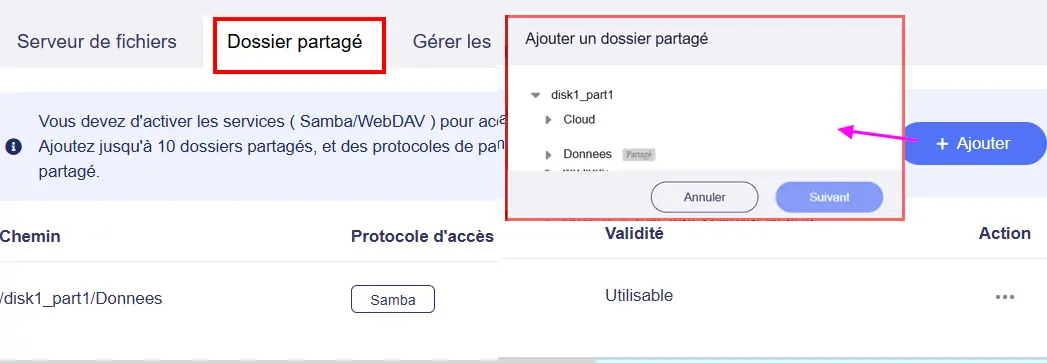 Serveur de fichiers
Dossier partagé
Gérer les
Ajouter un dossier partagé
disk1_part1
Cloud
Donnees Partagé
Annuler
Suivant
Vous devez d'activer les services ( Samba/WebDAV ) pour
Ajoutez jusqu'à 10 dossiers partagés, et des protocoles de
partagé.
+ Ajouter
Chemin
Protocole d'accès
Validité
Action
/disk1_part1/Donnees
Samba
Utilisable